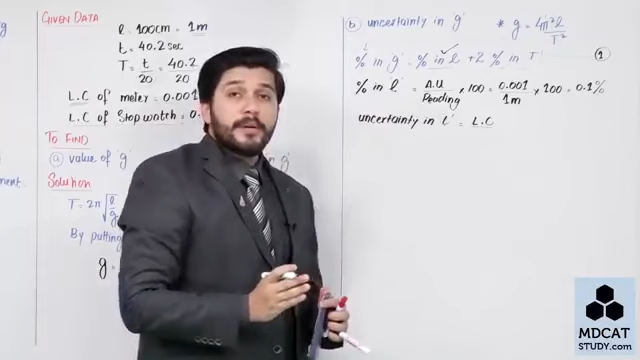 GIVEN DATA
l = 100cm = 1m
t = 40.2 sec
T = t/20 = 40.2/20
L.C of meter = 0.001
L.C of Stop watch = 0.
TO FIND
ⓐ value of 'g'
in g'
Solution
T = 2π√(l/g)
By putting
g =
ⓑ uncertainty in 'g'
* g = 4π²l/T²
% in g' = % in l + 2 % in T' ①
% in l' = A.U/Reading × 100 = 0.001/1m × 100 = 0.1%
uncertainty in l' = L.C
MDCAT
STUDY.com